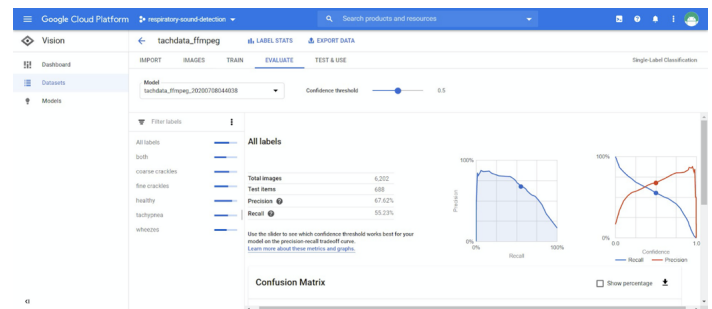 Google Cloud Platform
respiratory-sound-detection
Search products and resources
Vision
tachdata_ffmpeg
LABEL STATS
EXPORT DATA
Dashboard
Datasets
Models
IMPORT
IMAGES
TRAIN
EVALUATE
TEST & USE
Single-Label Classification
Model
tachdata_ffmpeg_20200708044038
Confidence threshold
0.5
Filter labels
All labels
both
coarse crackles
fine crackles
healthy
tachypnea
wheezes
All labels
Total images 6,202
Test items 688
Precision 67.62%
Recall 55.23%
Use the slider to see which confidence threshold works best for your
model on the precision-recall tradeoff curve.
Learn more about these metrics and graphs.
100%
Precision
0%
0% 100%
Recall
100%
0%
0.0 1.0
Confidence
Recall Precision
Confusion Matrix
Show percentage